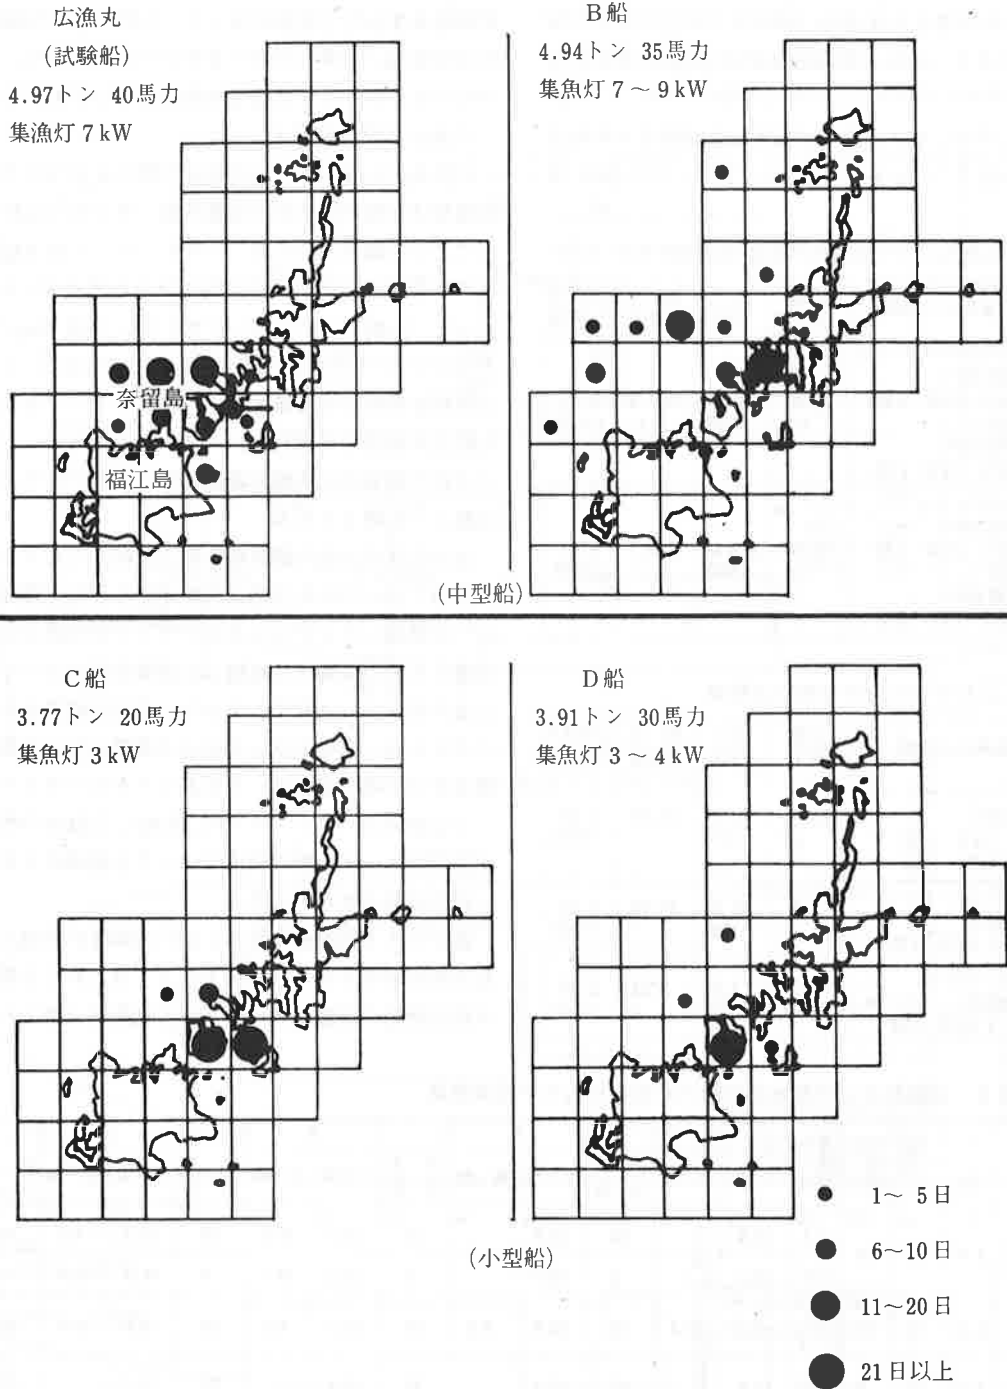 広漁丸
(試験船)
4.97トン 40馬力
集漁灯 7kW
B船
4.94トン 35馬力
集魚灯 7～9kW
奈留島
福江島
(中型船)
C船
3.77トン 20馬力
集魚灯 3kW
D船
3.91トン 30馬力
集魚灯 3～4kW
(小型船)
1～ 5日
6～10日
11～20日
21日以上